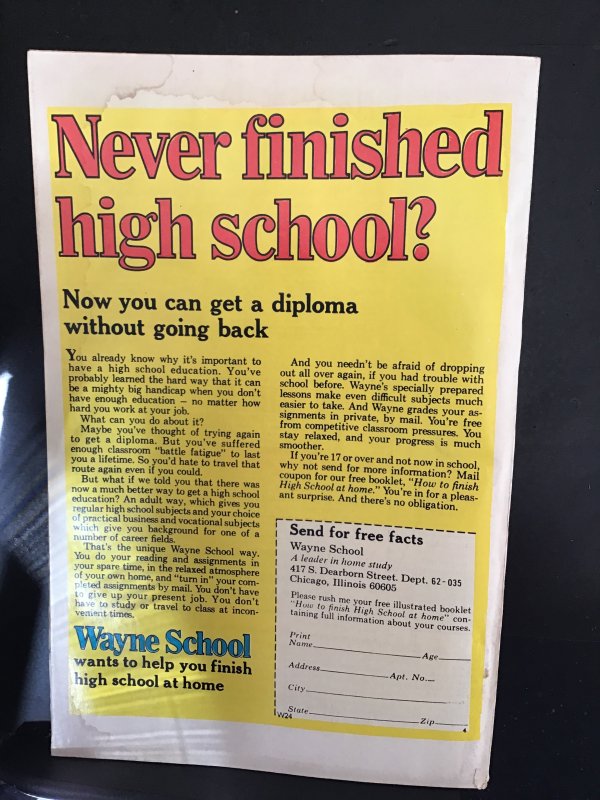 Never finished
high school?
Now you can get a diploma
without going back
You already know why it's important to
have a high school education. You've
probably learned the hard way that it can
be a mighty big handicap when you don't
have enough education — no matter how
hard you work at your job.
What can you do about it?
Maybe you've thought of trying again
to get a diploma. But you've suffered
enough classroom "battle fatigue" to last
you a lifetime. So you'd hate to travel that
route again even if you could.
But what if we told you that there was
now a much better way to get a high school
education? An adult way, which gives you
regular high school subjects and your choice
of practical business and vocational subjects
which give you background for one of a
number of career fields.
That's the unique Wayne School way.
You do your reading and assignments in
your spare time, in the relaxed atmosphere
of your own home, and "turn in" your com-
pleted assignments by mail. You don't have
to give up your present job. You don't
have to study or travel to class at incon-
venient times.
Wayne School
wants to help you finish
high school at home
And you needn't be afraid of dropping
out all over again, if you had trouble with
school before. Wayne's specially prepared
lessons make even difficult subjects much
easier to take. And Wayne grades your as-
signments in private, by mail. You're free
from competitive classroom pressures. You
stay relaxed, and your progress is much
smoother.
If you're 17 or over and not now in school,
why not send for more information? Mail
coupon for our free booklet, "How to finish
High School at home." You're in for a pleas-
ant surprise. And there's no obligation.
Send for free facts
Wayne School
A leader in home study
417 S. Dearborn Street. Dept. 62-035
Chicago, Illinois 60605
Please rush me your free illustrated booklet
"How to finish High School at home" con-
taining full information about your courses.
Print
Name Age
Address Apt. No.
City
State Zip
W24 4